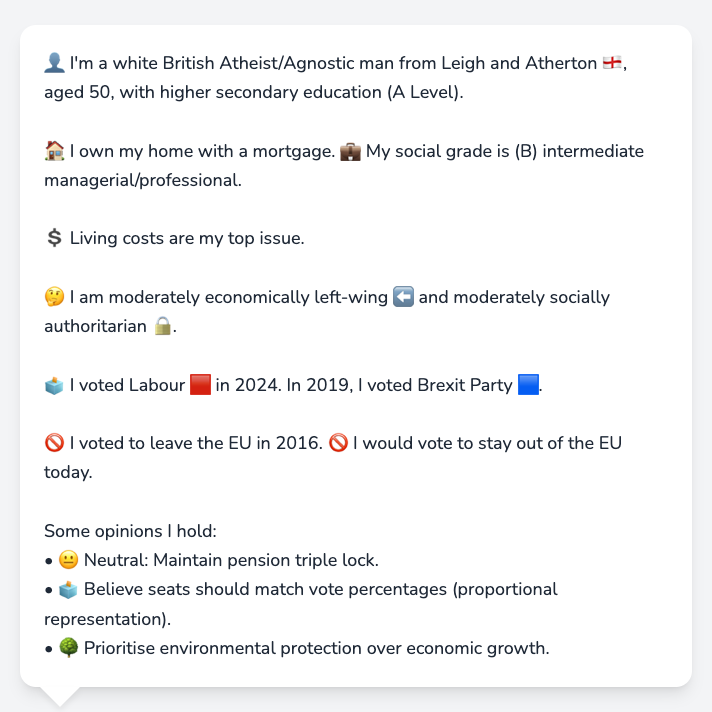 👤 I'm a white British Atheist/Agnostic man from Leigh and Atherton 🏴󠁧󠁢󠁥󠁮󠁧󠁿,
aged 50, with higher secondary education (A Level).
🏠 I own my home with a mortgage. 💼 My social grade is (B) intermediate
managerial/professional.
💲 Living costs are my top issue.
🤔 I am moderately economically left-wing ⬅️ and moderately socially
authoritarian 🔒.
🗳️ I voted Labour 🟥 in 2024. In 2019, I voted Brexit Party 🟦.
🚫 I voted to leave the EU in 2016. 🚫 I would vote to stay out of the EU
today.
Some opinions I hold:
• 😐 Neutral: Maintain pension triple lock.
• 🗳️ Believe seats should match vote percentages (proportional
representation).
• 🌳 Prioritise environmental protection over economic growth.